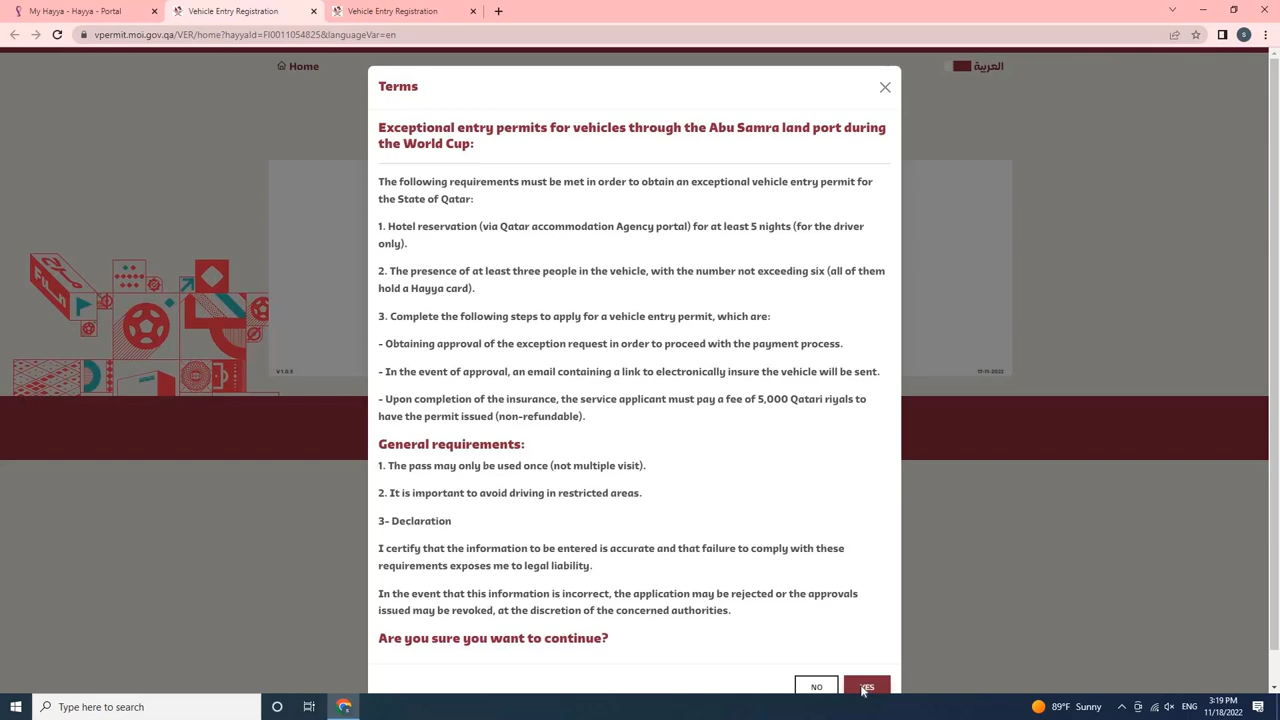 My Hayya - Hayya - Portal
Vehicle Entry Registration
Vehicle Entry Registration
vpermit.moi.gov.qa/VER/home?hayyaId=FI0011054825&languageVar=en
S
Home
العربية
Terms
Exceptional entry permits for vehicles through the Abu Samra land port during
the World Cup:
The following requirements must be met in order to obtain an exceptional vehicle entry permit for
the State of Qatar:
1. Hotel reservation (via Qatar accommodation Agency portal) for at least 5 nights (for the driver
only).
2. The presence of at least three people in the vehicle, with the number not exceeding six (all of them
hold a Hayya card).
3. Complete the following steps to apply for a vehicle entry permit, which are:
- Obtaining approval of the exception request in order to proceed with the payment process.
- In the event of approval, an email containing a link to electronically insure the vehicle will be sent.
- Upon completion of the insurance, the service applicant must pay a fee of 5,000 Qatari riyals to
have the permit issued (non-refundable).
General requirements:
1. The pass may only be used once (not multiple visit).
2. It is important to avoid driving in restricted areas.
3- Declaration
I certify that the information to be entered is accurate and that failure to comply with these
requirements exposes me to legal liability.
In the event that this information is incorrect, the application may be rejected or the approvals
issued may be revoked, at the discretion of the concerned authorities.
Are you sure you want to continue?
NO
YES
V 1.0.5
17-11-2022
Type here to search
89°F Sunny
ENG
3:19 PM
11/18/2022